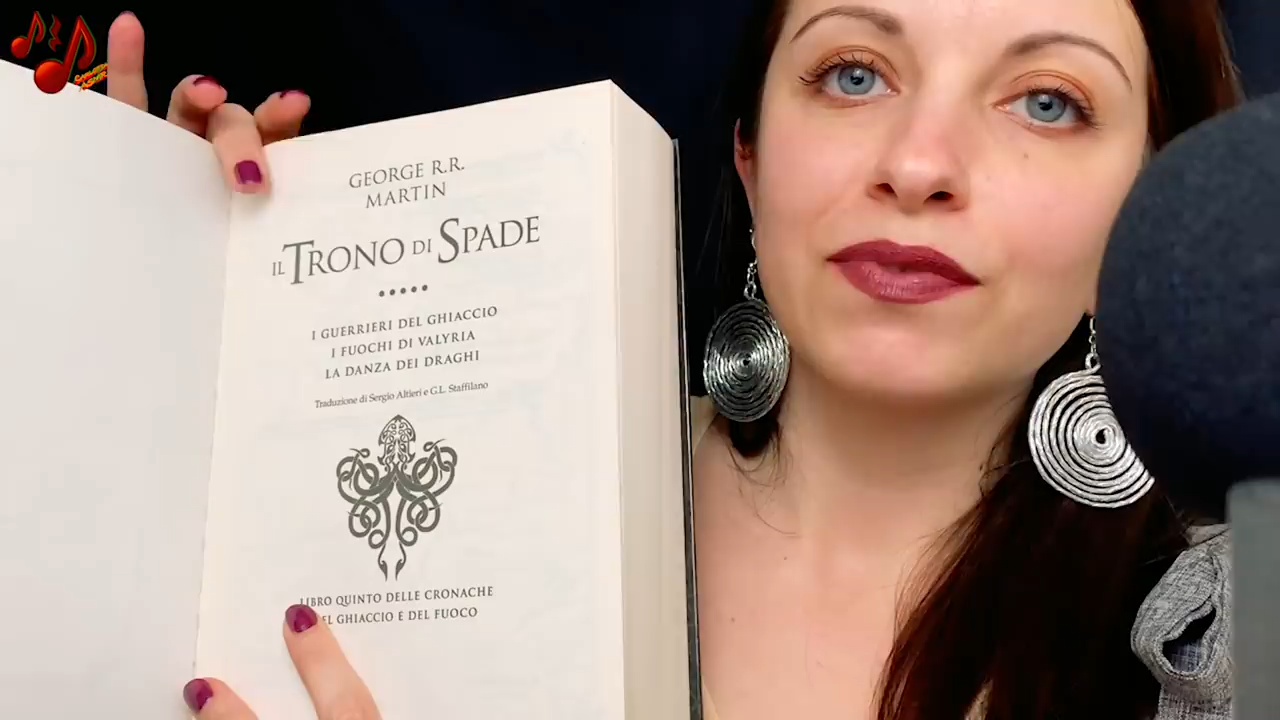 GEORGE R.R.
MARTIN
IL TRONO DI SPADE
I GUERRIERI DEL GHIACCIO
I FUOCHI DI VALYRIA
LA DANZA DEI DRAGHI
Traduzione di Sergio Altieri e G.L. Staffilano
LIBRO QUINTO DELLE CRONACHE
EL GHIACCIO E DEL FUOCO